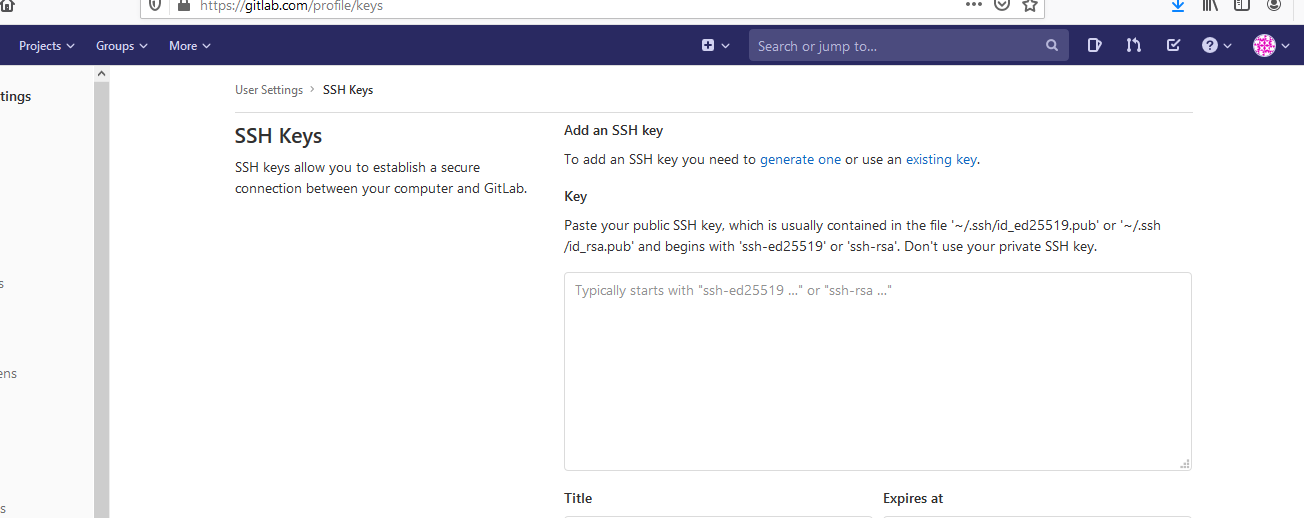 https://gitlab.com/profile/keys
Projects
Groups
More
Search or jump to...
tings
s
ens
s
User Settings > SSH Keys
SSH Keys
SSH keys allow you to establish a secure
connection between your computer and GitLab.
Add an SSH key
To add an SSH key you need to generate one or use an existing key.
Key
Paste your public SSH key, which is usually contained in the file '~/.ssh/id_ed25519.pub' or '~/.ssh
/id_rsa.pub' and begins with 'ssh-ed25519' or 'ssh-rsa'. Don't use your private SSH key.
Typically starts with "ssh-ed25519 ..." or "ssh-rsa ..."
Title
Expires at